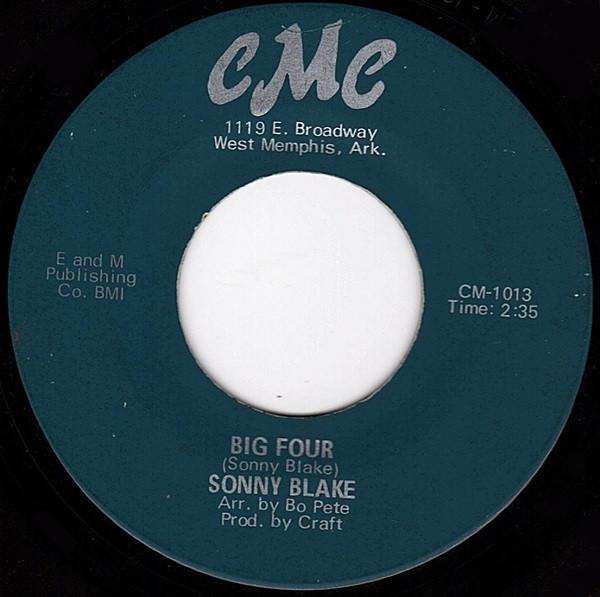 CMC
1119 E. Broadway
West Memphis, Ark.
E and M
Publishing
Co. BMI
CM-1013
Time: 2:35
BIG FOUR
(Sonny Blake)
SONNY BLAKE
Arr. by Bo Pete
Prod. by Craft